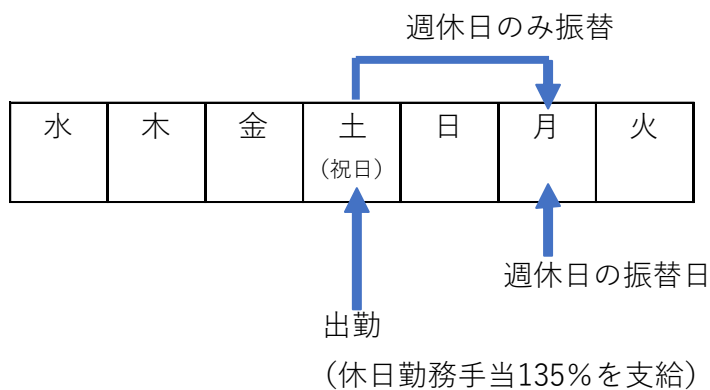 週休日のみ振替
水 木 金 土 日 月 火
(祝日)
週休日の振替日
出勤
(休日勤務手当135%を支給)